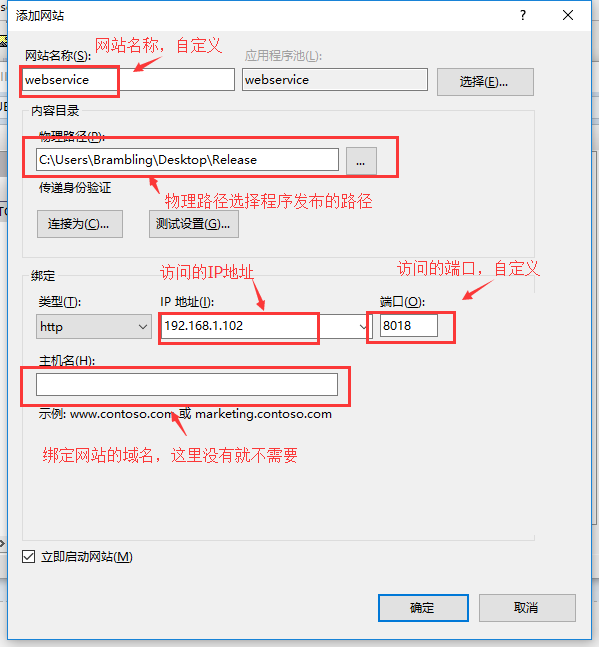 添加网站
网站名称，自定义
网站名称(S):
应用程序池(L):
webservice
webservice
选择(E)...
内容目录
物理路径(P):
C:\Users\Brambling\Desktop\Release
...
传递身份验证
物理路径选择程序发布的路径
连接为(C)...
测试设置(G)...
绑定
访问的IP地址
访问的端口，自定义
类型(T):
IP 地址(I):
端口(O):
http
192.168.1.102
8018
主机名(H):
示例: www.contoso.com 或 marketing.contoso.com
绑定网站的域名，这里没有就不需要
立即启动网站(M)
确定
取消